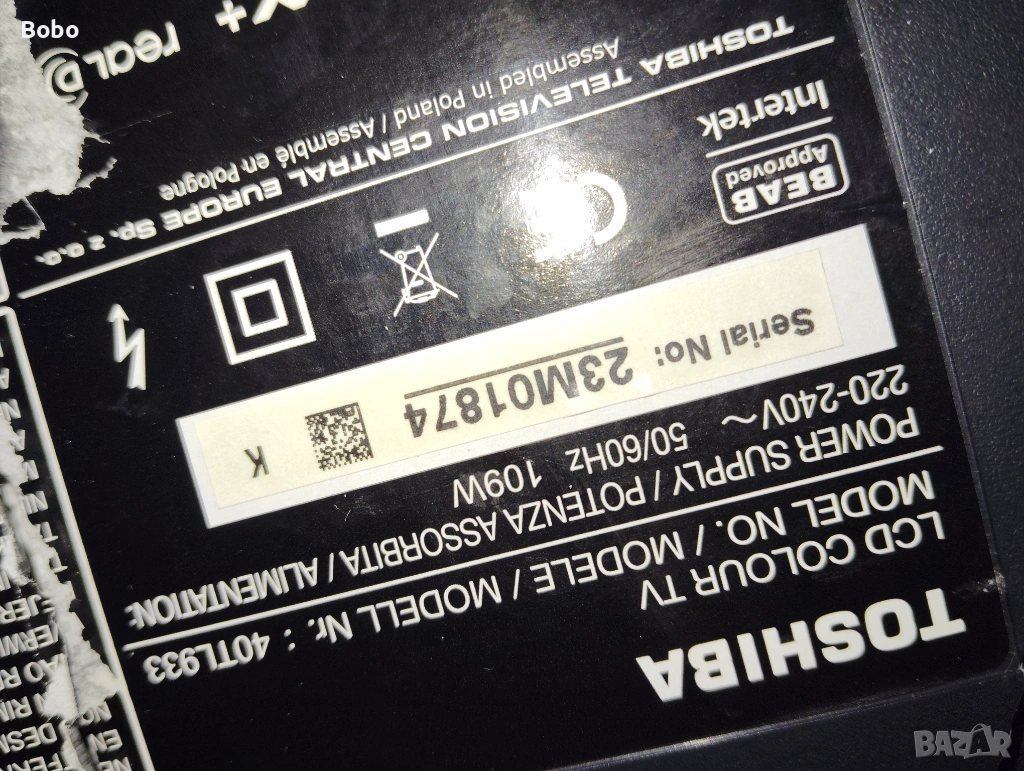 Bobo
TOSHIBA
LCD COLOUR TV
MODEL NO. / MODELE / MODELL Nr. : 40TL933
POWER SUPPLY / POTENZA ASSORBITA / ALIMENTATION:
220-240V～ 50/60Hz 109W
Serial No: 23M01874 K
BEAB
Approved
Intertek
CE
TOSHIBA TELEVISION CENTRAL EUROPE Sp. z o.o.
Assembled in Poland / Assemblé en Pologne
reaL D
BAZAR